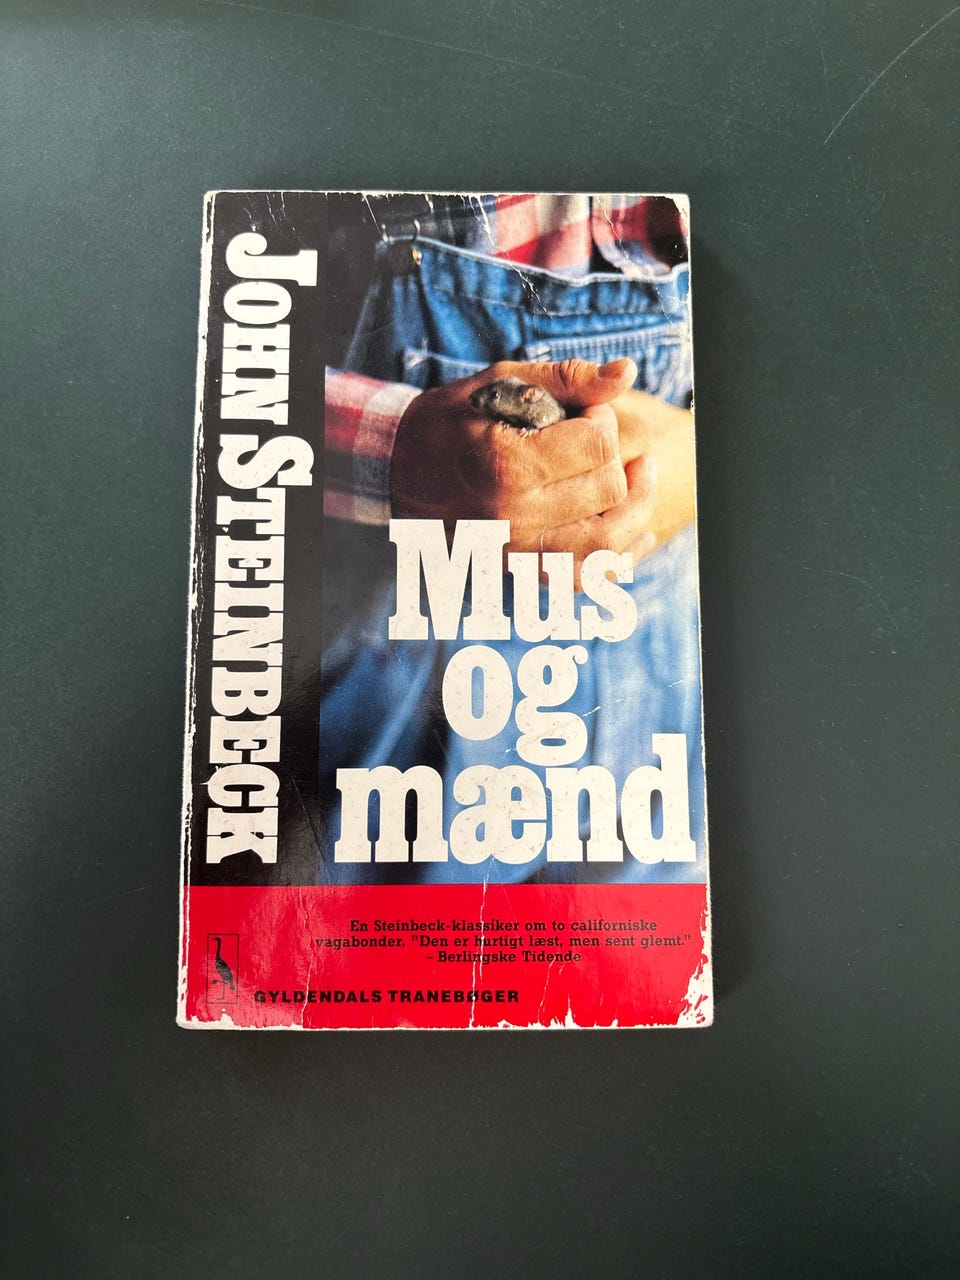 JOHN STEINBECK
Mus
og
mænd
En Steinbeck-klassiker om to californiske
vagabonder. "Den er hurtigt læst, men sent glemt."
– Berlingske Tidende
GYLDENDALS TRANEBØGER